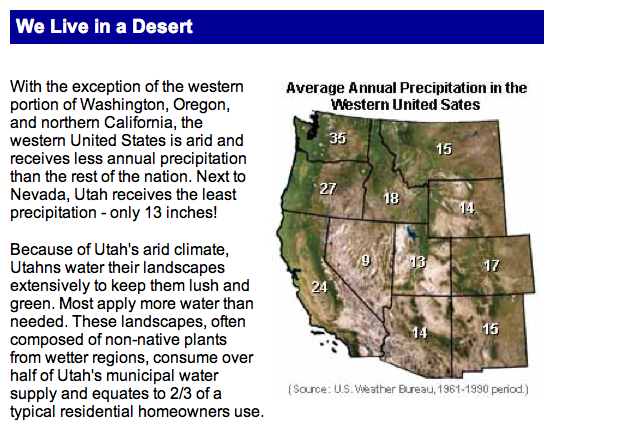 We Live in a Desert
With the exception of the western
portion of Washington, Oregon,
and northern California, the
western United States is arid and
receives less annual precipitation
than the rest of the nation. Next to
Nevada, Utah receives the least
precipitation - only 13 inches!
Because of Utah's arid climate,
Utahns water their landscapes
extensively to keep them lush and
green. Most apply more water than
needed. These landscapes, often
composed of non-native plants
from wetter regions, consume over
half of Utah's municipal water
supply and equates to 2/3 of a
typical residential homeowners use.
Average Annual Precipitation in the
Western United Sates
35
15
27
18
14
9
13
17
24
14
15
(Source: U.S. Weather Bureau, 1961-1990 period.)